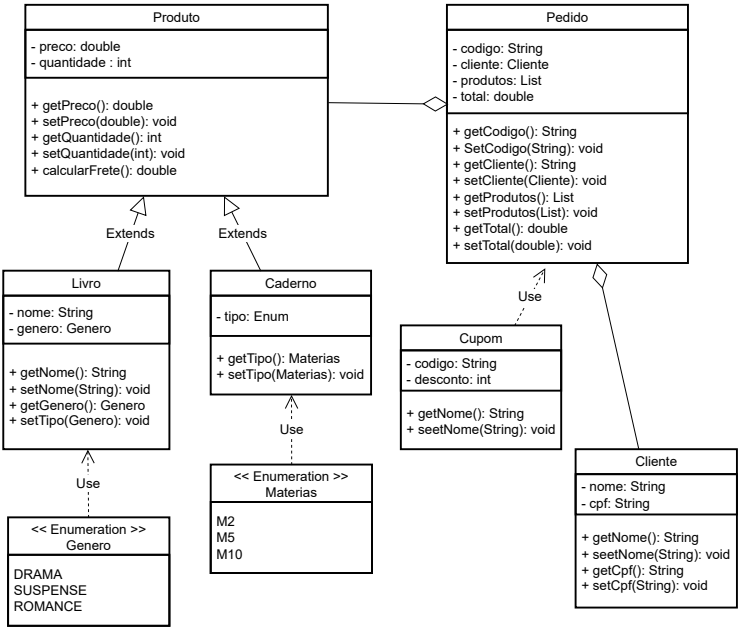 Produto
- preco: double
- quantidade : int
+ getPreco(): double
+ setPreco(double): void
+ getQuantidade(): int
+ setQuantidade(int): void
+ calcularFrete(): double
Pedido
- codigo: String
- cliente: Cliente
- produtos: List
- total: double
+ getCodigo(): String
+ SetCodigo(String): void
+ getCliente(): String
+ setCliente(Cliente): void
+ getProdutos(): List
+ setProdutos(List): void
+ getTotal(): double
+ setTotal(double): void
Extends
Extends
Livro
- nome: String
- genero: Genero
+ getNome(): String
+ setNome(String): void
+ getGenero(): Genero
+ setTipo(Genero): void
Caderno
- tipo: Enum
+ getTipo(): Materias
+ setTipo(Materias): void
Use
Cupom
- codigo: String
- desconto: int
+ getNome(): String
+ seetNome(String): void
Use
Use
Cliente
- nome: String
- cpf: String
+ getNome(): String
+ seetNome(String): void
+ getCpf(): String
+ setCpf(String): void
<< Enumeration >>
Materias
M2
M5
M10
<< Enumeration >>
Genero
DRAMA
SUSPENSE
ROMANCE